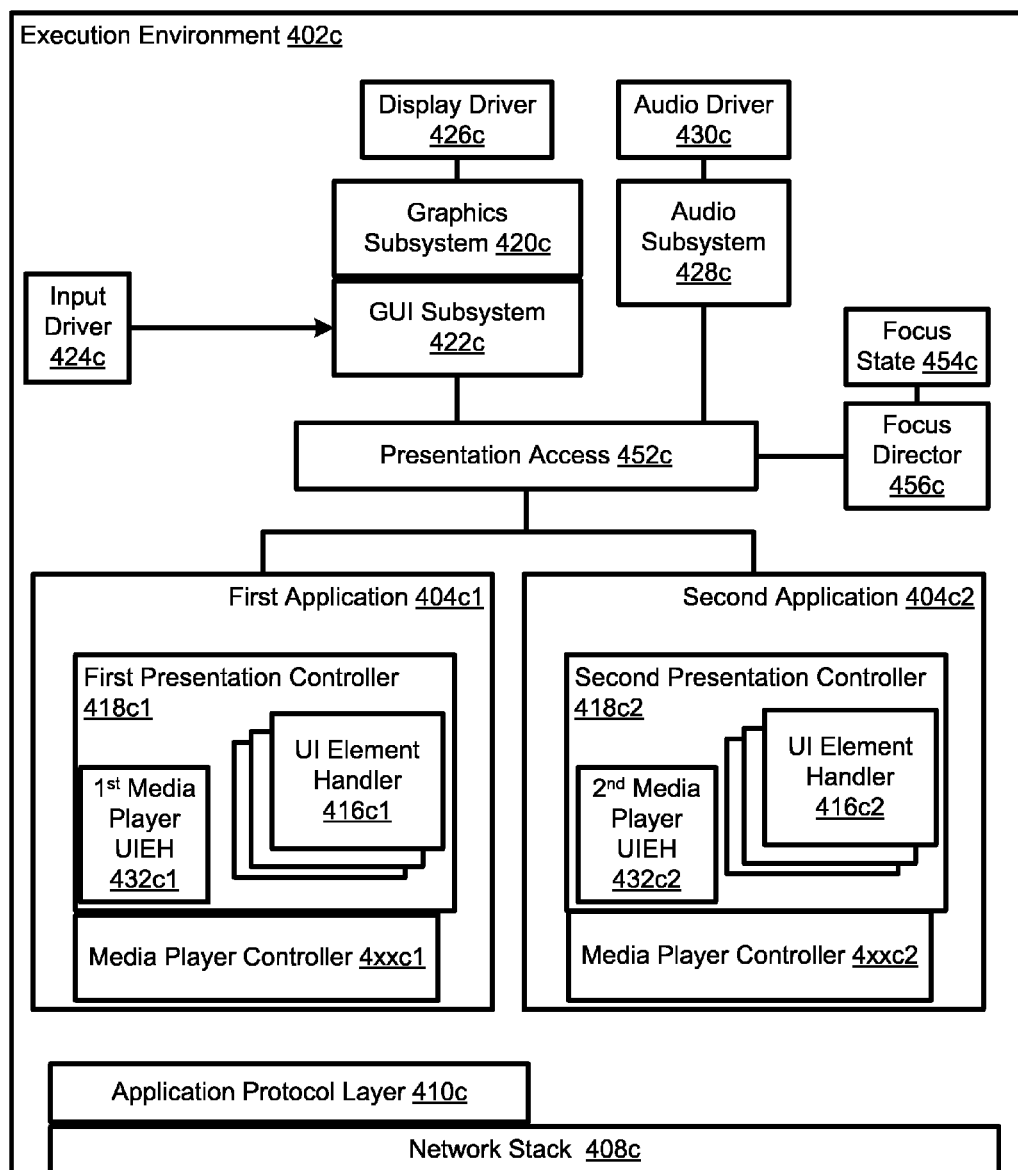 Execution Environment 402c
Display Driver
426c
Audio Driver
430c
Graphics
Subsystem 420c
Audio
Subsystem
428c
Input
Driver
424c
GUI Subsystem
422c
Focus
State 454c
Focus
Director
456c
Presentation Access 452c
First Application 404c1
First Presentation Controller
418c1
UI Element
Handler
416c1
1st Media
Player
UIEH
432c1
Media Player Controller 4xxc1
Second Application 404c2
Second Presentation Controller
418c2
UI Element
Handler
416c2
2nd Media
Player
UIEH
432c2
Media Player Controller 4xxc2
Application Protocol Layer 410c
Network Stack 408c